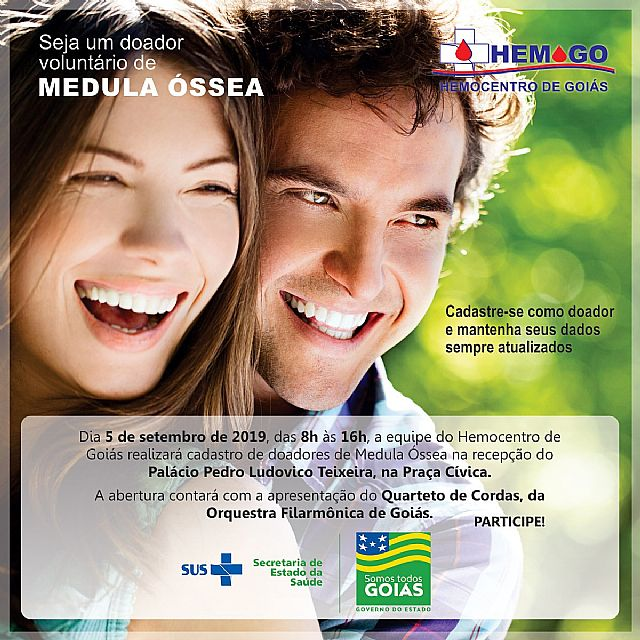 Seja um doador
voluntário de
MEDULA ÓSSEA
HEMOGO
HEMOCENTRO DE GOIÁS
Cadastre-se como doador
e mantenha seus dados
sempre atualizados
Dia 5 de setembro de 2019, das 8h às 16h, a equipe do Hemocentro de
Goiás realizará cadastro de doadores de Medula Óssea na recepção do
Palácio Pedro Ludovico Teixeira, na Praça Cívica.
A abertura contará com a apresentação do Quarteto de Cordas, da
Orquestra Filarmônica de Goiás.
PARTICIPE!
SUS
Secretaria de
Estado da
Saúde
Somos todos
GOIÁS
GOVERNO DO ESTADO